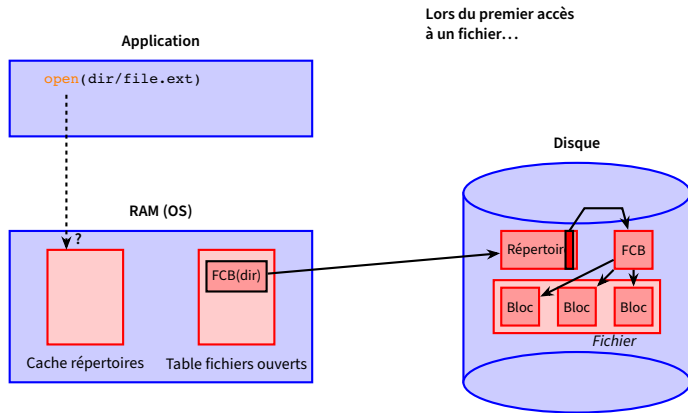 Lors du premier accès
à un fichier…
Application
open(dir/file.ext)
Disque
RAM (OS)
?
Répertoir
FCB
FCB(dir)
Bloc
Bloc
Bloc
Fichier
Cache répertoires
Table fichiers ouverts